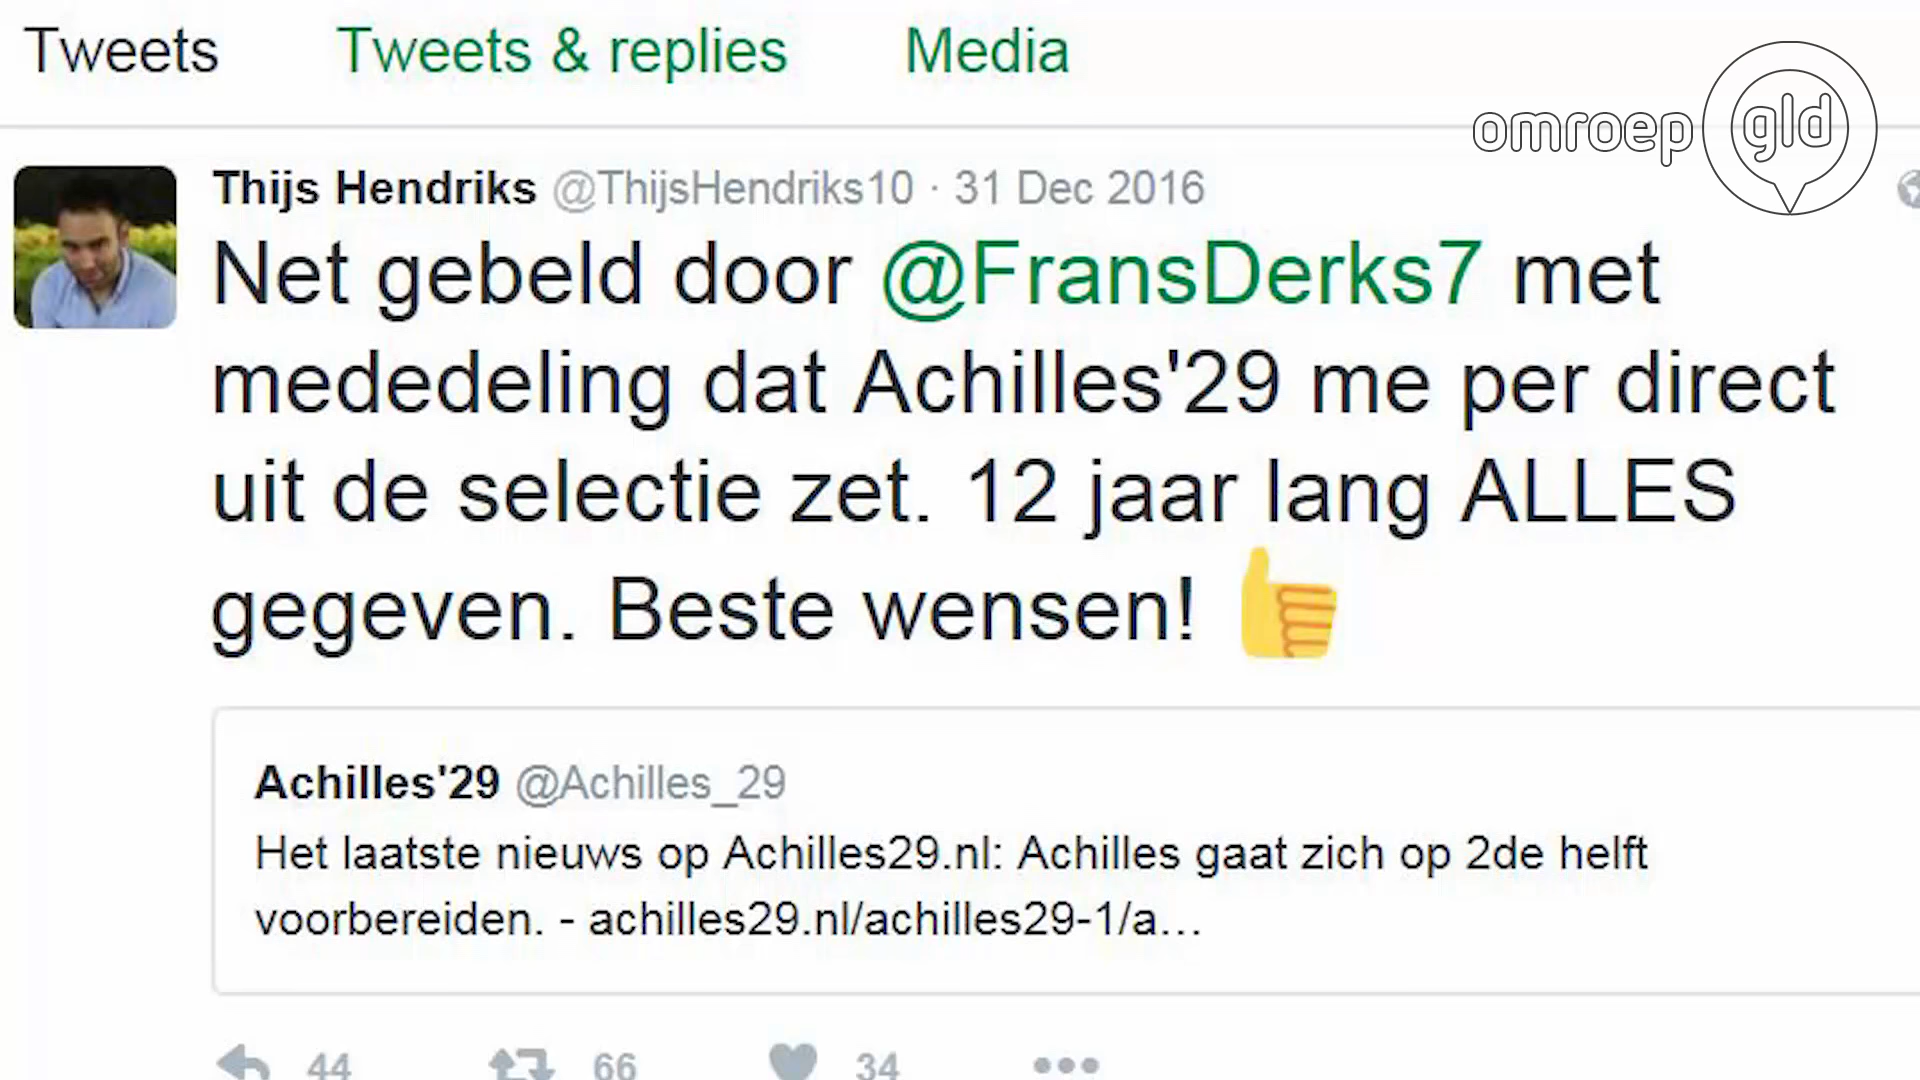 Tweets Tweets & replies Media
omroep gld
Thijs Hendriks @ThijsHendriks10 · 31 Dec 2016
Net gebeld door @FransDerks7 met
mededeling dat Achilles'29 me per direct
uit de selectie zet. 12 jaar lang ALLES
gegeven. Beste wensen! 👍
Achilles'29 @Achilles_29
Het laatste nieuws op Achilles29.nl: Achilles gaat zich op 2de helft
voorbereiden. - achilles29.nl/achilles29-1/a...
44 66 34